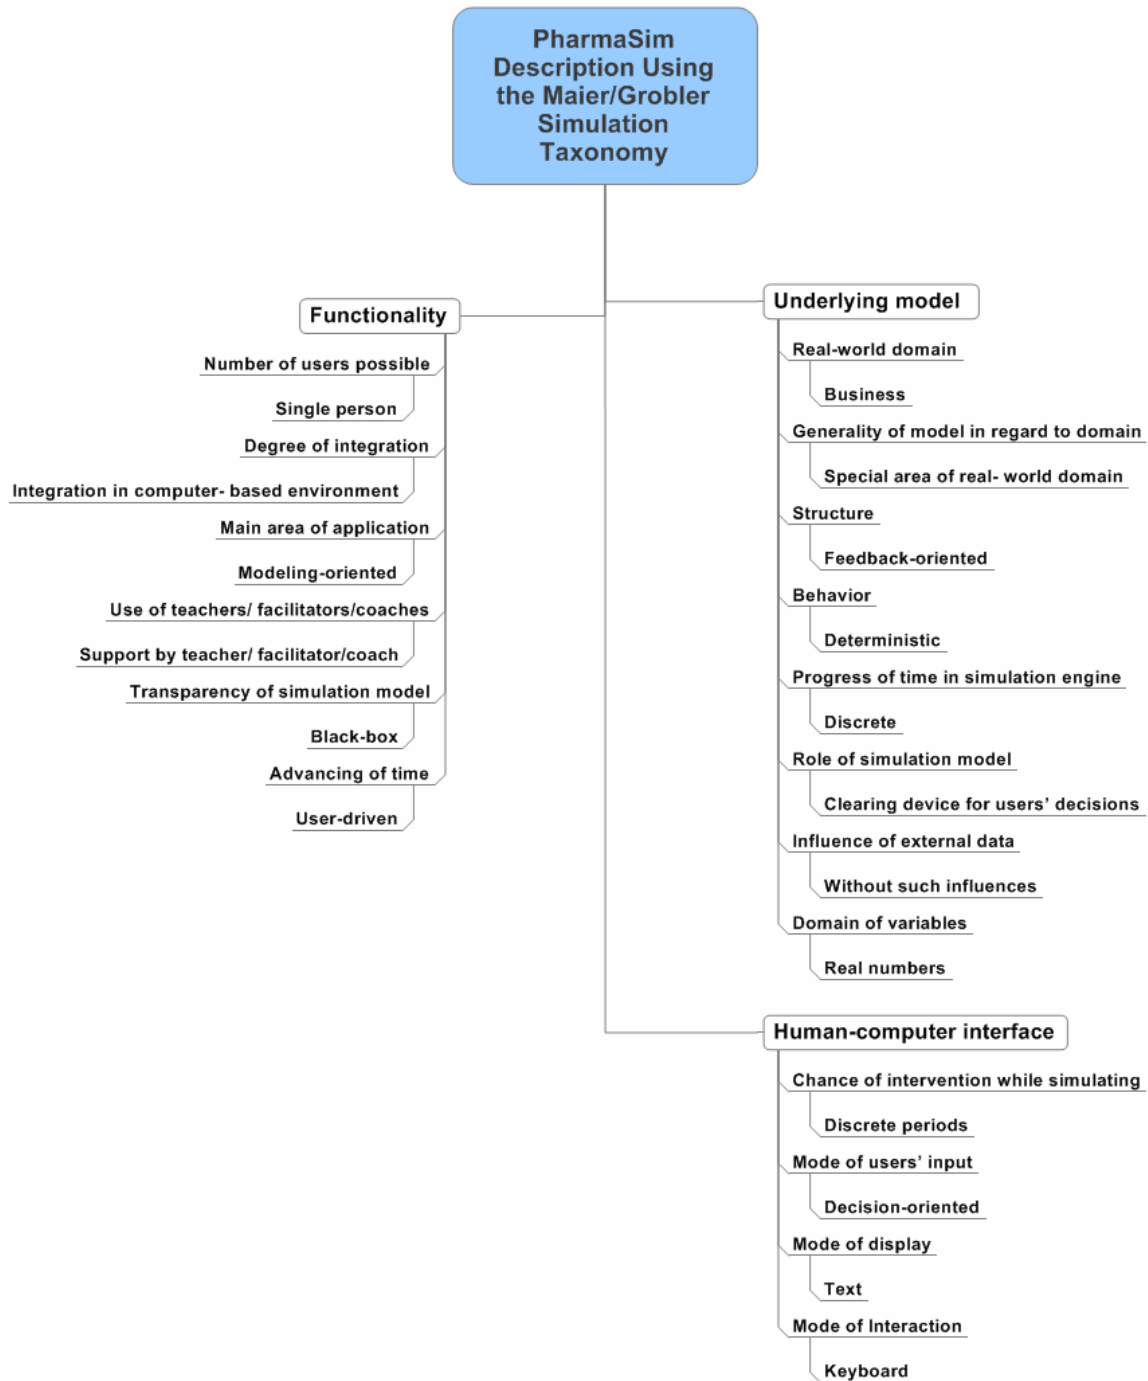 PharmaSim
Description Using
the Maier/Grobler
Simulation
Taxonomy
Functionality
Number of users possible
Single person
Degree of integration
Integration in computer- based environment
Main area of application
Modeling-oriented
Use of teachers/ facilitators/coaches
Support by teacher/ facilitator/coach
Transparency of simulation model
Black-box
Advancing of time
User-driven
Underlying model
Real-world domain
Business
Generality of model in regard to domain
Special area of real- world domain
Structure
Feedback-oriented
Behavior
Deterministic
Progress of time in simulation engine
Discrete
Role of simulation model
Clearing device for users’ decisions
Influence of external data
Without such influences
Domain of variables
Real numbers
Human-computer interface
Chance of intervention while simulating
Discrete periods
Mode of users’ input
Decision-oriented
Mode of display
Text
Mode of Interaction
Keyboard